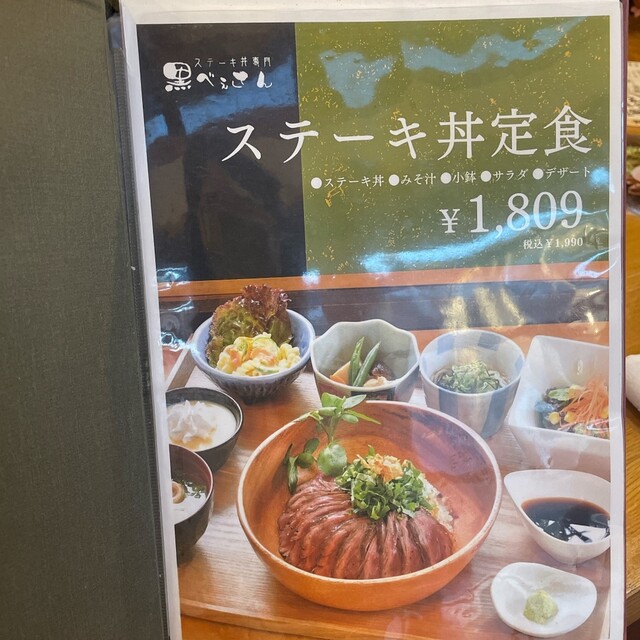 ステーキ丼専門
黒べえさん
ステーキ丼定食
●ステーキ丼 ●みそ汁 ●小鉢 ●サラダ ●デザート
¥1,809
税込¥1,990